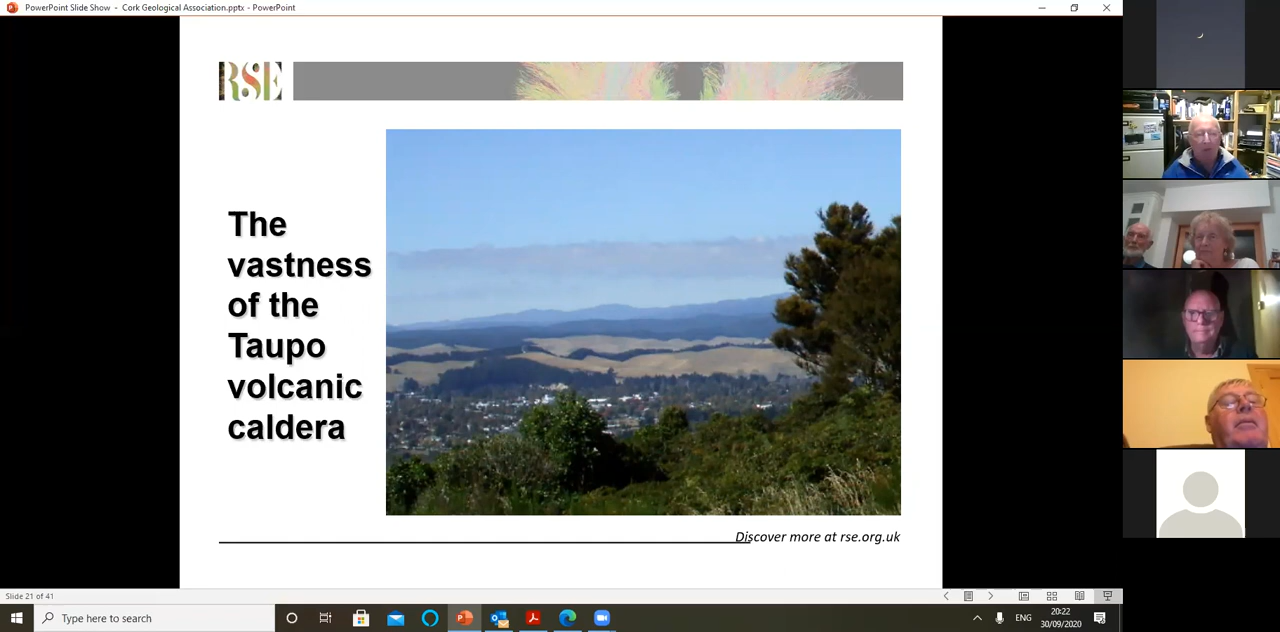 PowerPoint Slide Show - Cork Geological Association.pptx - PowerPoint
RSE
The
vastness
of the
Taupo
volcanic
caldera
Discover more at rse.org.uk
Slide 21 of 41
Type here to search
ENG
20:22
30/09/2020